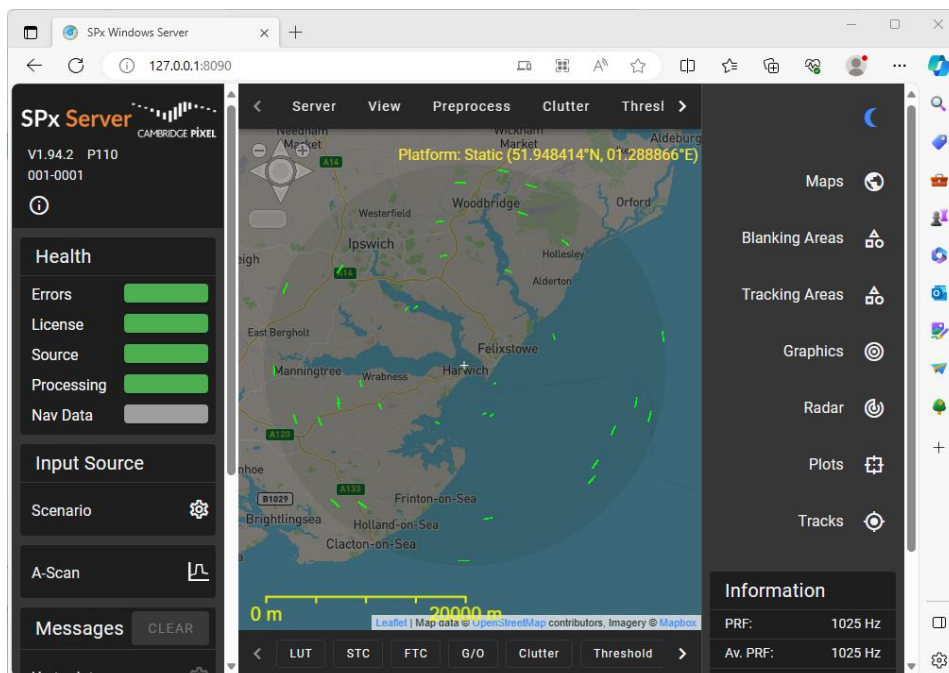 SPx Windows Server
127.0.0.1:8090
SPx Server
CAMBRIDGE PIXEL
V1.94.2 P110
001-0001
Health
Errors
License
Source
Processing
Nav Data
Input Source
Scenario
A-Scan
Messages CLEAR
Server View Preprocess Clutter Thresl
Needham
Market
Wickham
Market
Aldeburg
Platform: Static (51.948414°N, 01.288866°E)
A14
Woodbridge
Orford
Westerfield
Ipswich
eigh
A14
Hollesley
Alderton
East Bergholt
Felixstowe
Manningtree
Wrabness
Harwich
A120
nhoe
A133
B1029
Frinton-on-Sea
Brightlingsea
Holland-on-Sea
Clacton-on-Sea
0 m 20000 m
Leaflet | Map data © OpenStreetMap contributors, Imagery © Mapbox
LUT STC FTC G/O Clutter Threshold
Maps
Blanking Areas
Tracking Areas
Graphics
Radar
Plots
Tracks
Information
PRF: 1025 Hz
Av. PRF: 1025 Hz